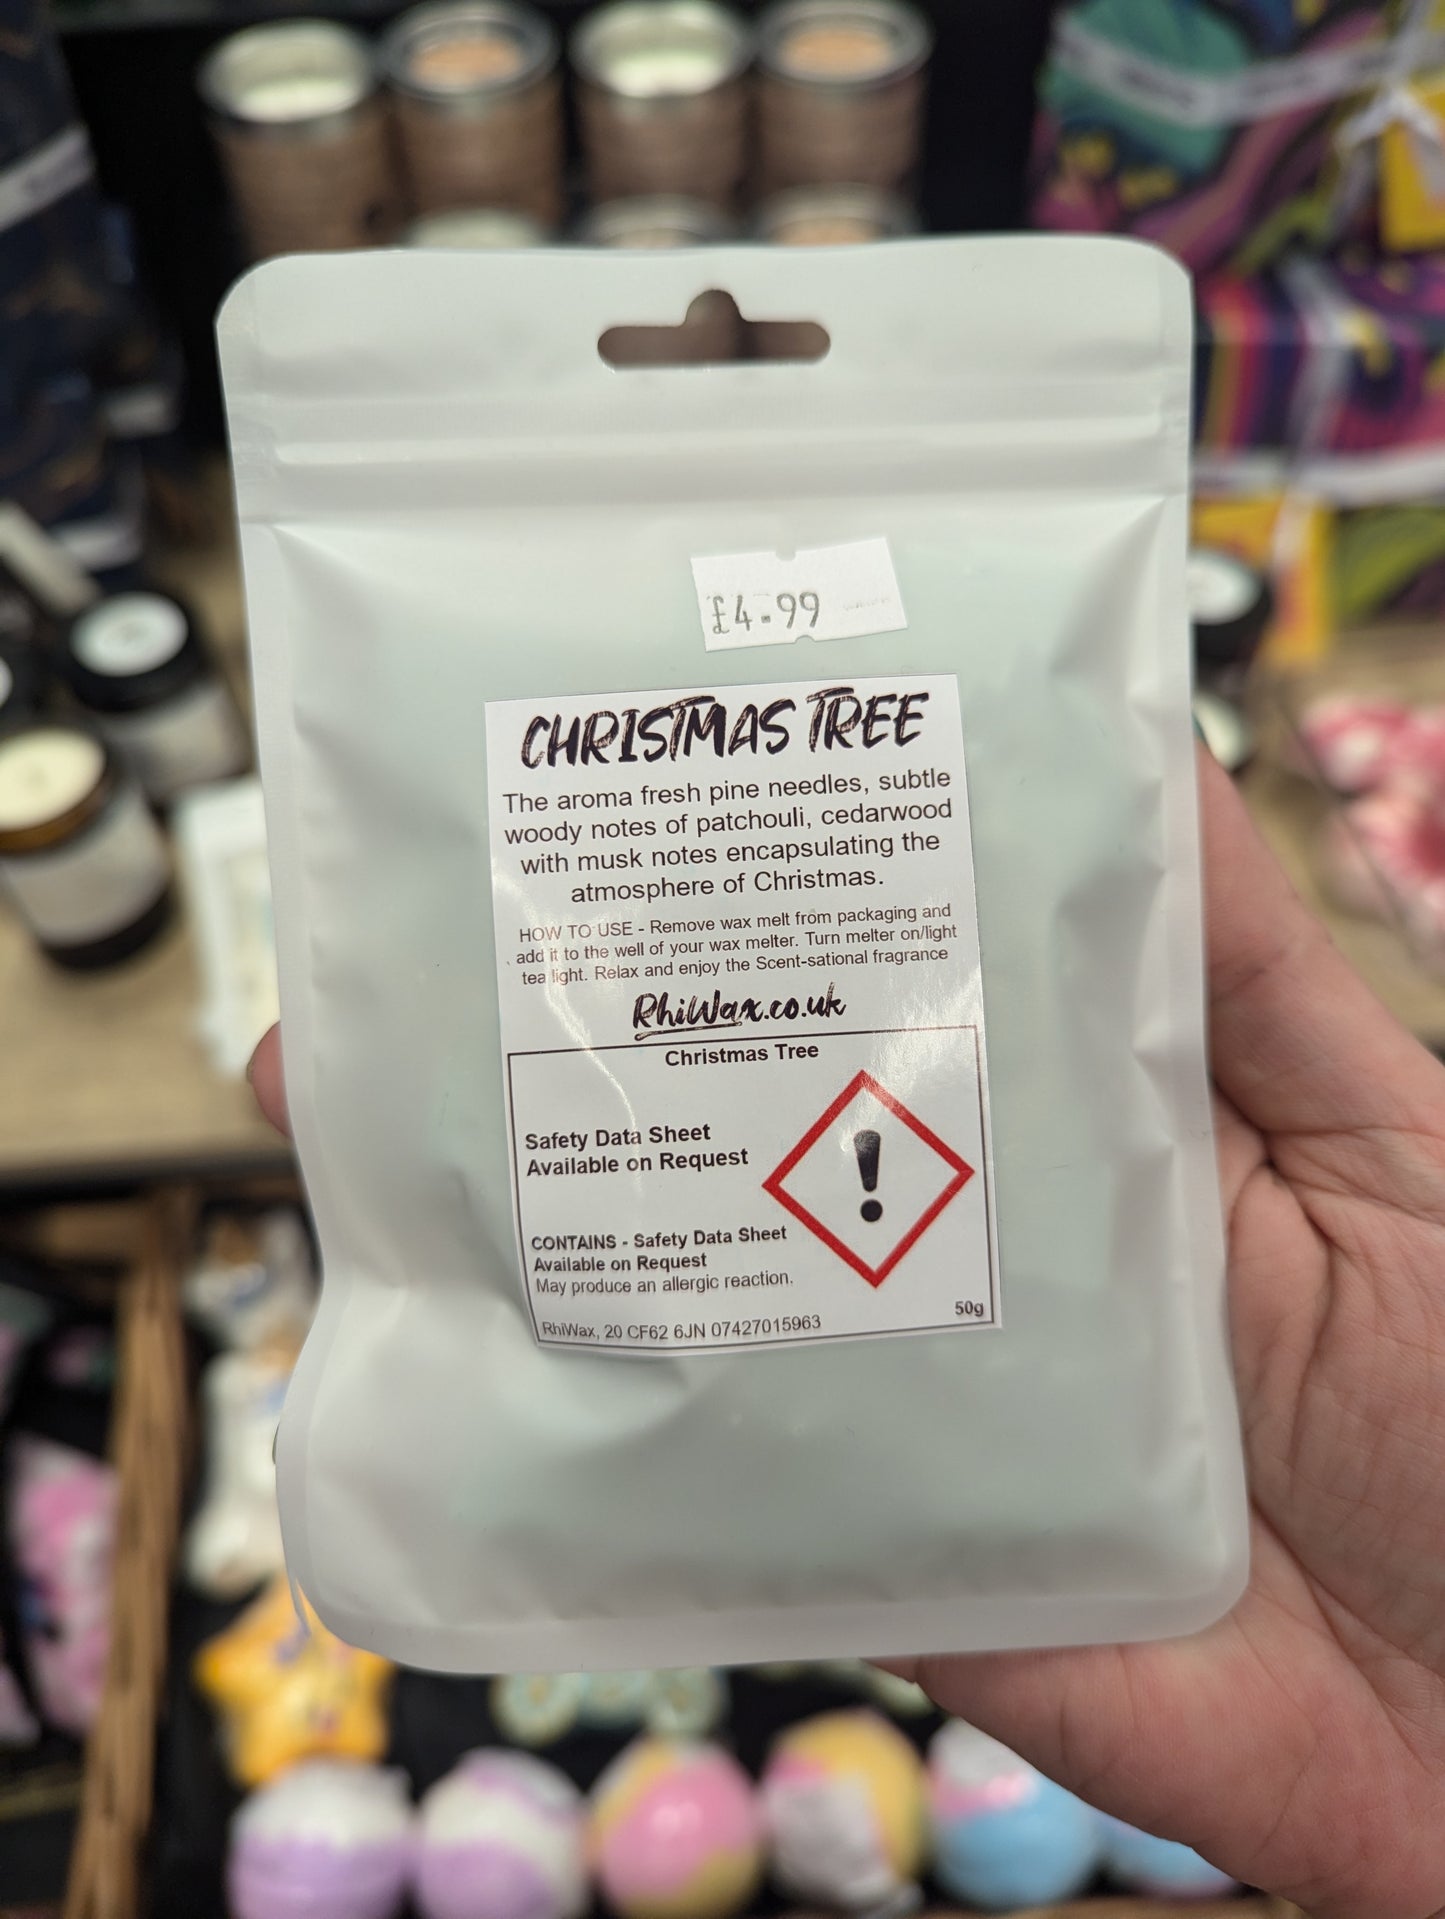 £4.99
CHRISTMAS TREE
The aroma fresh pine needles, subtle
woody notes of patchouli, cedarwood
with musk notes encapsulating the
atmosphere of Christmas.
HOW TO USE - Remove wax melt from packaging and
add it to the well of your wax melter. Turn melter on/light
tea light. Relax and enjoy the Scent-sational fragrance
RhiWax.co.uk
Christmas Tree
Safety Data Sheet
Available on Request
CONTAINS - Safety Data Sheet
Available on Request
May produce an allergic reaction.
50g
RhiWax, 20 CF62 6JN 07427015963